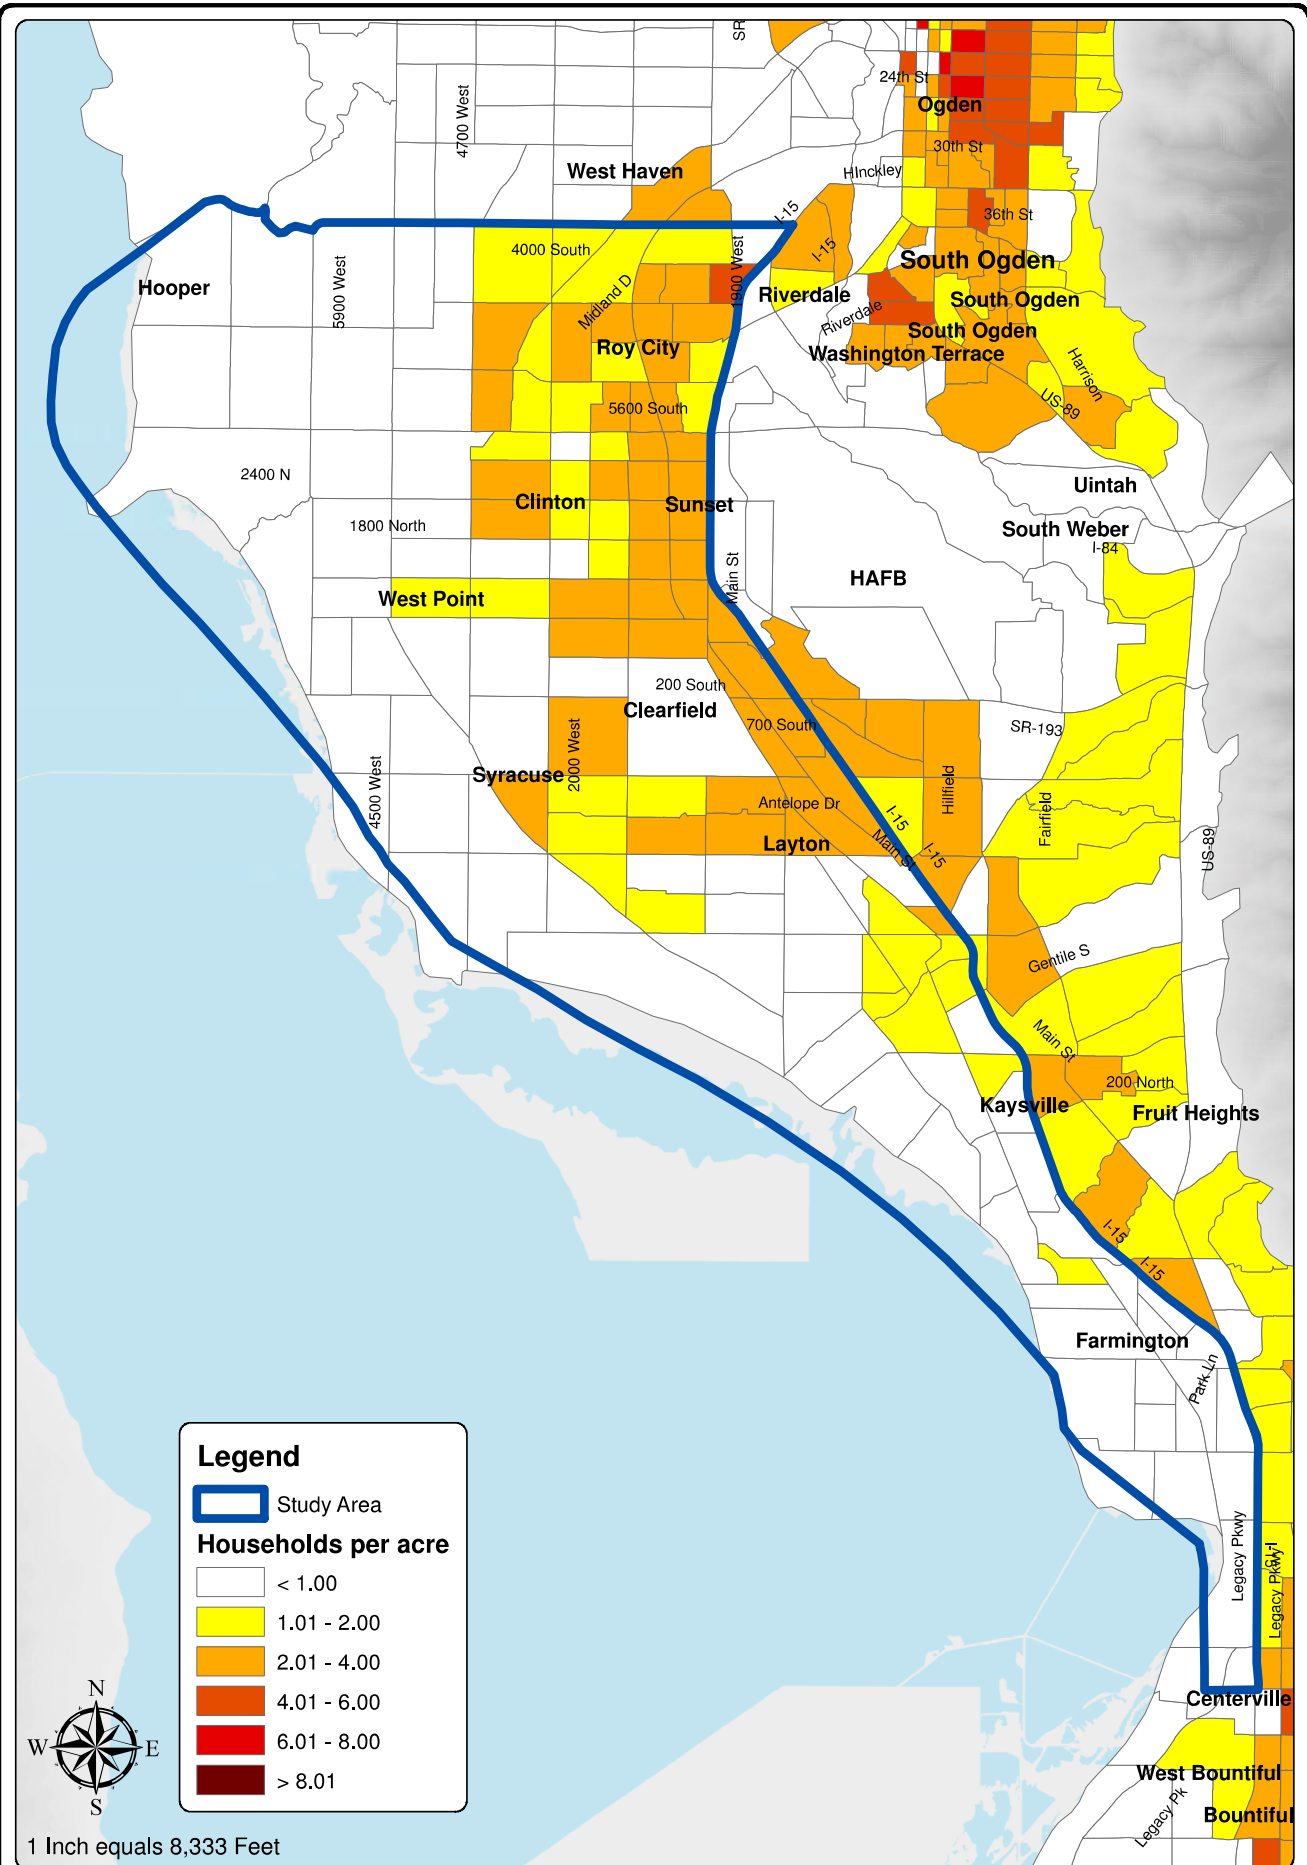 SR
24th St
Ogden
4700 West
30th St
West Haven
HInckley
I-15
36th St
4000 South
I-15
South Ogden
5900 West
1900 West
Hooper
Midland D
Riverdale
South Ogden
Riverdale
South Ogden
Roy City
Washington Terrace
Harrison
US-89
5600 South
2400 N
Uintah
Clinton
Sunset
1800 North
South Weber
I-84
Main St
HAFB
West Point
200 South
Clearfield
700 South
SR-193
2000 West
Syracuse
4500 West
Hillfield
Antelope Dr
Fairfield
I-15
Layton
Main St
I-15
US-89
Gentile S
Main St
200 North
Kaysville
Fruit Heights
I-15
I-15
Farmington
Park Ln
Legacy Pkwy
I-15
Legacy Pkwy
Centerville
West Bountiful
Legacy Pk
Bountiful
Legend
Study Area
Households per acre
< 1.00
1.01 - 2.00
2.01 - 4.00
4.01 - 6.00
6.01 - 8.00
> 8.01
N
W
E
S
1 Inch equals 8,333 Feet